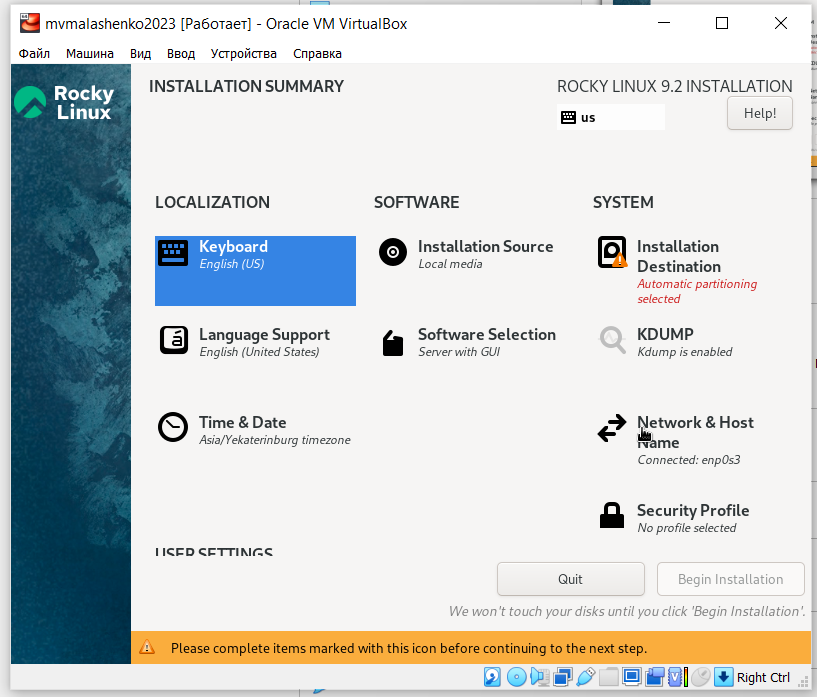 mvmalashenko2023 [Работает] - Oracle VM VirtualBox
Файл Машина Вид Ввод Устройства Справка
Rocky
Linux
INSTALLATION SUMMARY
ROCKY LINUX 9.2 INSTALLATION
us
Help!
LOCALIZATION
Keyboard
English (US)
Language Support
English (United States)
Time & Date
Asia/Yekaterinburg timezone
SOFTWARE
Installation Source
Local media
Software Selection
Server with GUI
SYSTEM
Installation
Destination
Automatic partitioning
selected
KDUMP
Kdump is enabled
Network & Host
Name
Connected: enp0s3
Security Profile
No profile selected
USER SETTINGS
Quit
Begin Installation
We won't touch your disks until you click 'Begin Installation'.
Please complete items marked with this icon before continuing to the next step.
Right Ctrl